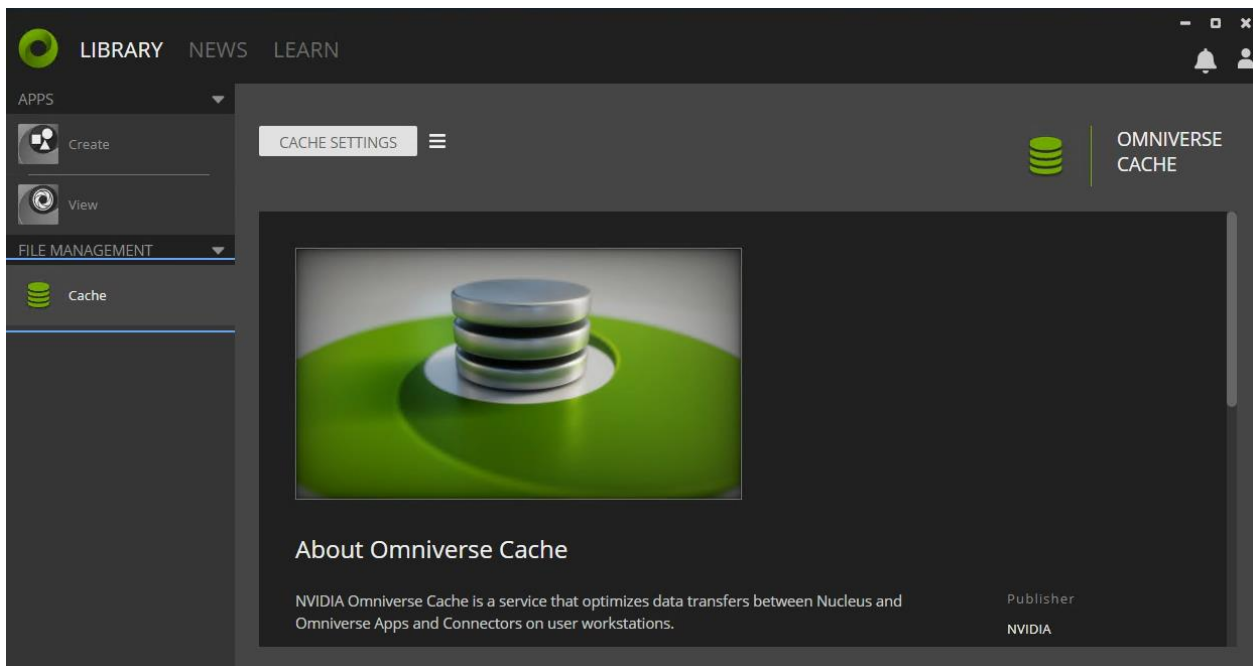 LIBRARY NEWS LEARN
APPS
Create
View
FILE MANAGEMENT
Cache
CACHE SETTINGS
OMNIVERSE
CACHE
About Omniverse Cache
NVIDIA Omniverse Cache is a service that optimizes data transfers between Nucleus and
Omniverse Apps and Connectors on user workstations.
Publisher
NVIDIA